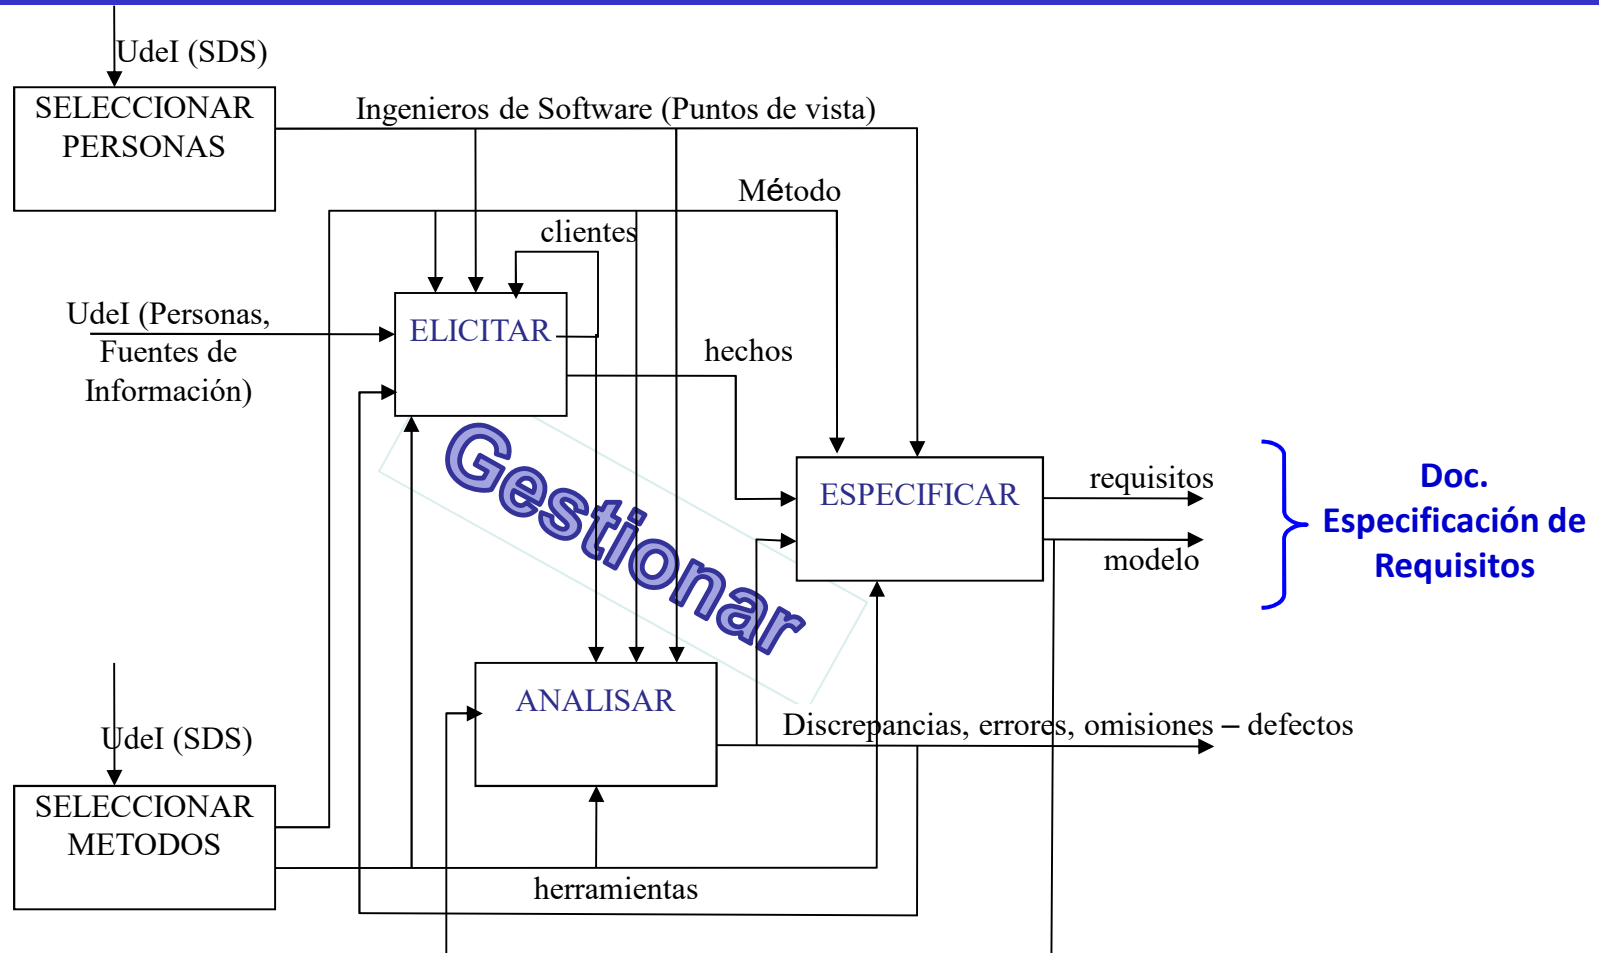 UdeI (SDS)
SELECCIONAR
PERSONAS
Ingenieros de Software (Puntos de vista)
Método
clientes
UdeI (Personas,
Fuentes de
Información)
ELICITAR
hechos
Gestionar
ESPECIFICAR
requisitos
modelo
Doc.
Especificación de
Requisitos
ANALISAR
Discrepancias, errores, omisiones – defectos
UdeI (SDS)
SELECCIONAR
METODOS
herramientas